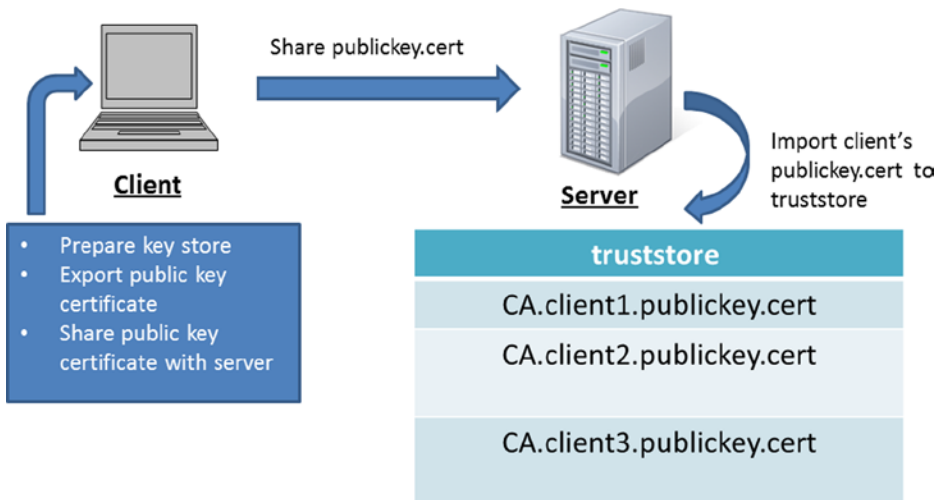 Share publickey.cert
Client
Server
Import client's
publickey.cert to
truststore
• Prepare key store
• Export public key
certificate
• Share public key
certificate with server
truststore
CA.client1.publickey.cert
CA.client2.publickey.cert
CA.client3.publickey.cert